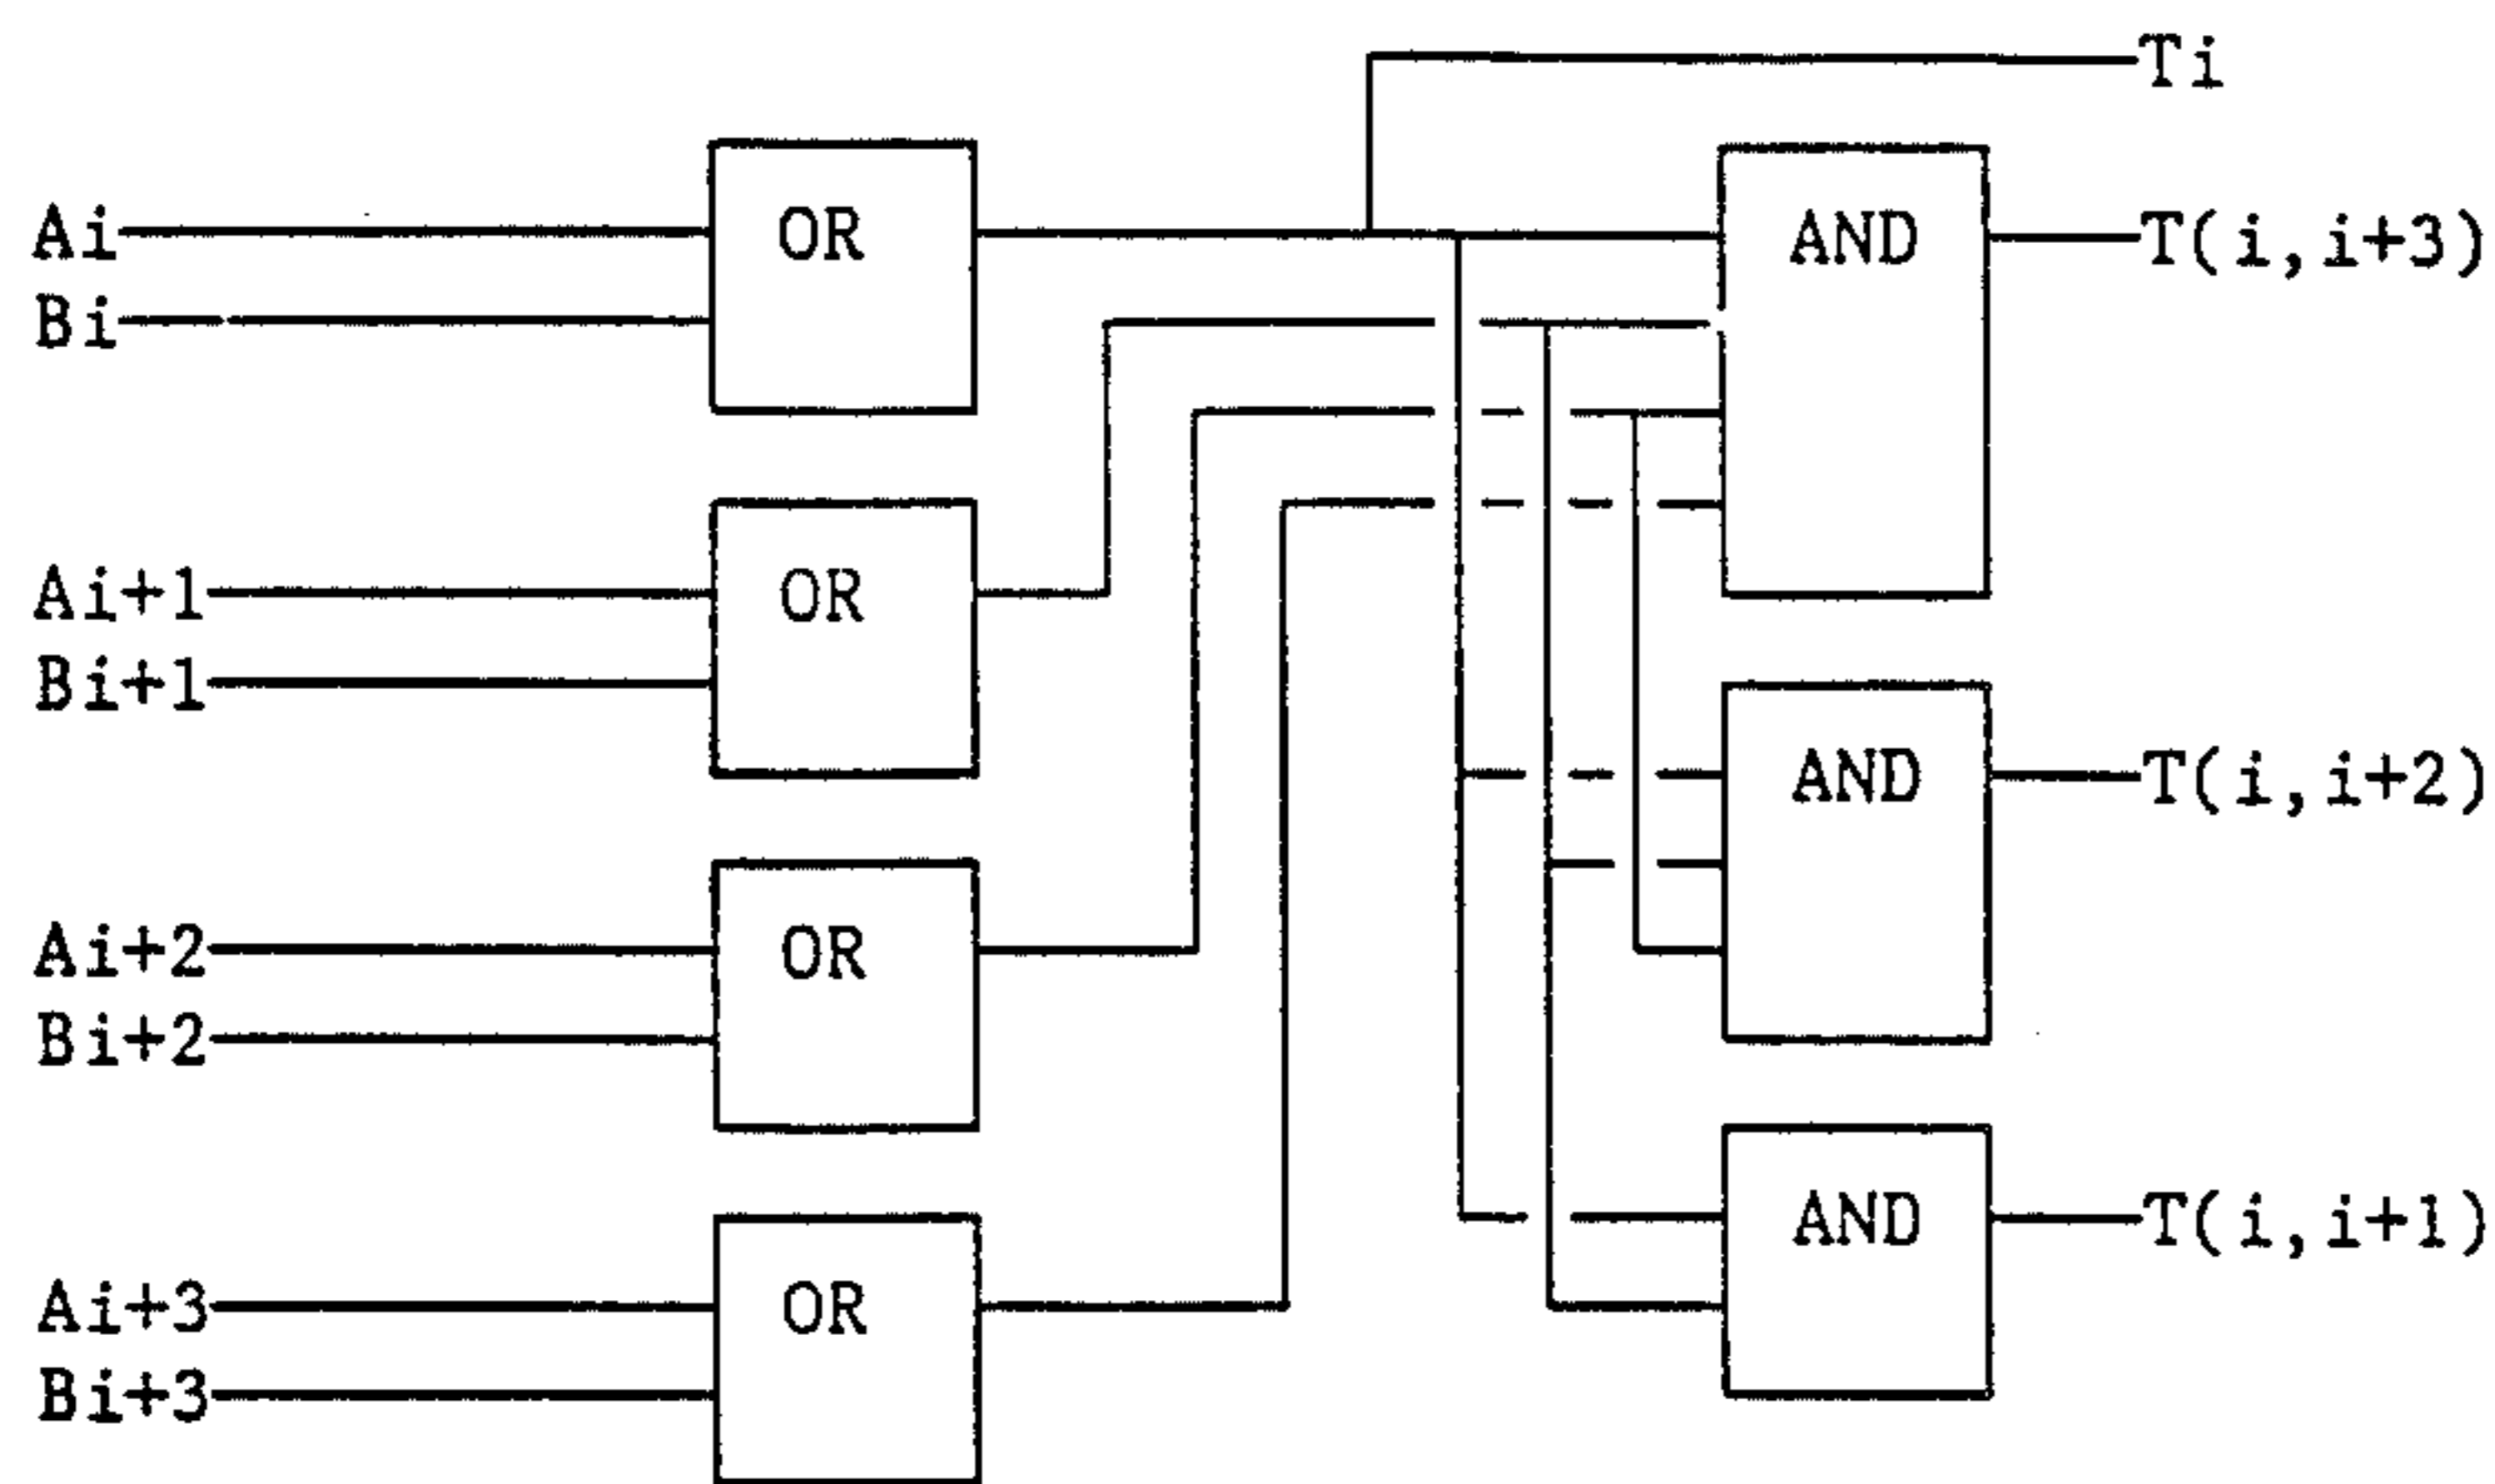 Ti
Ai OR AND T(i,i+3)
Bi
Ai+1 OR
Bi+1
AND T(i,i+2)
Ai+2 OR
Bi+2
AND T(i,i+1)
Ai+3 OR
Bi+3